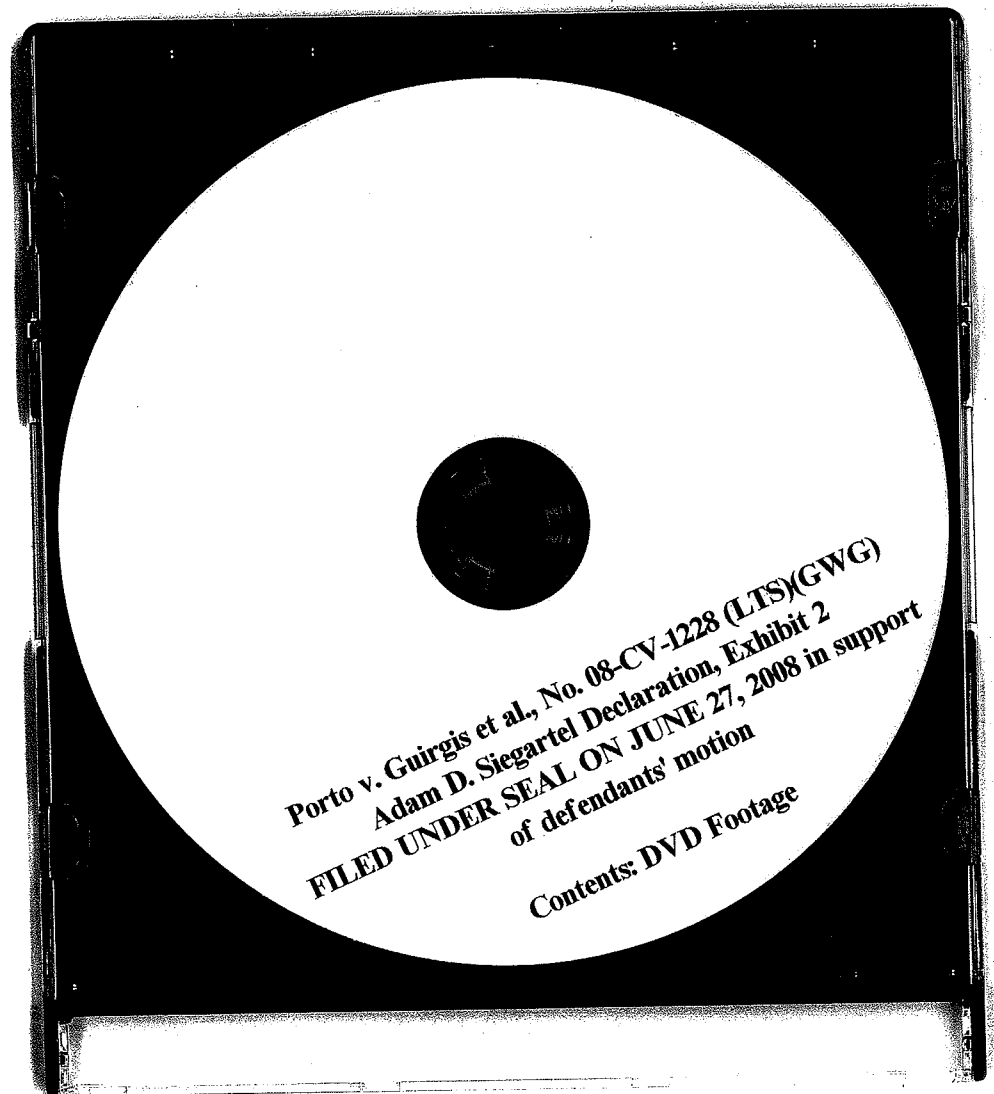 Porto v. Guirgis et al., No. 08-CV-1228 (LTS)(GWG)
Adam D. Siegartel Declaration, Exhibit 2
FILED UNDER SEAL ON JUNE 27, 2008 in support
of defendants' motion
Contents: DVD Footage